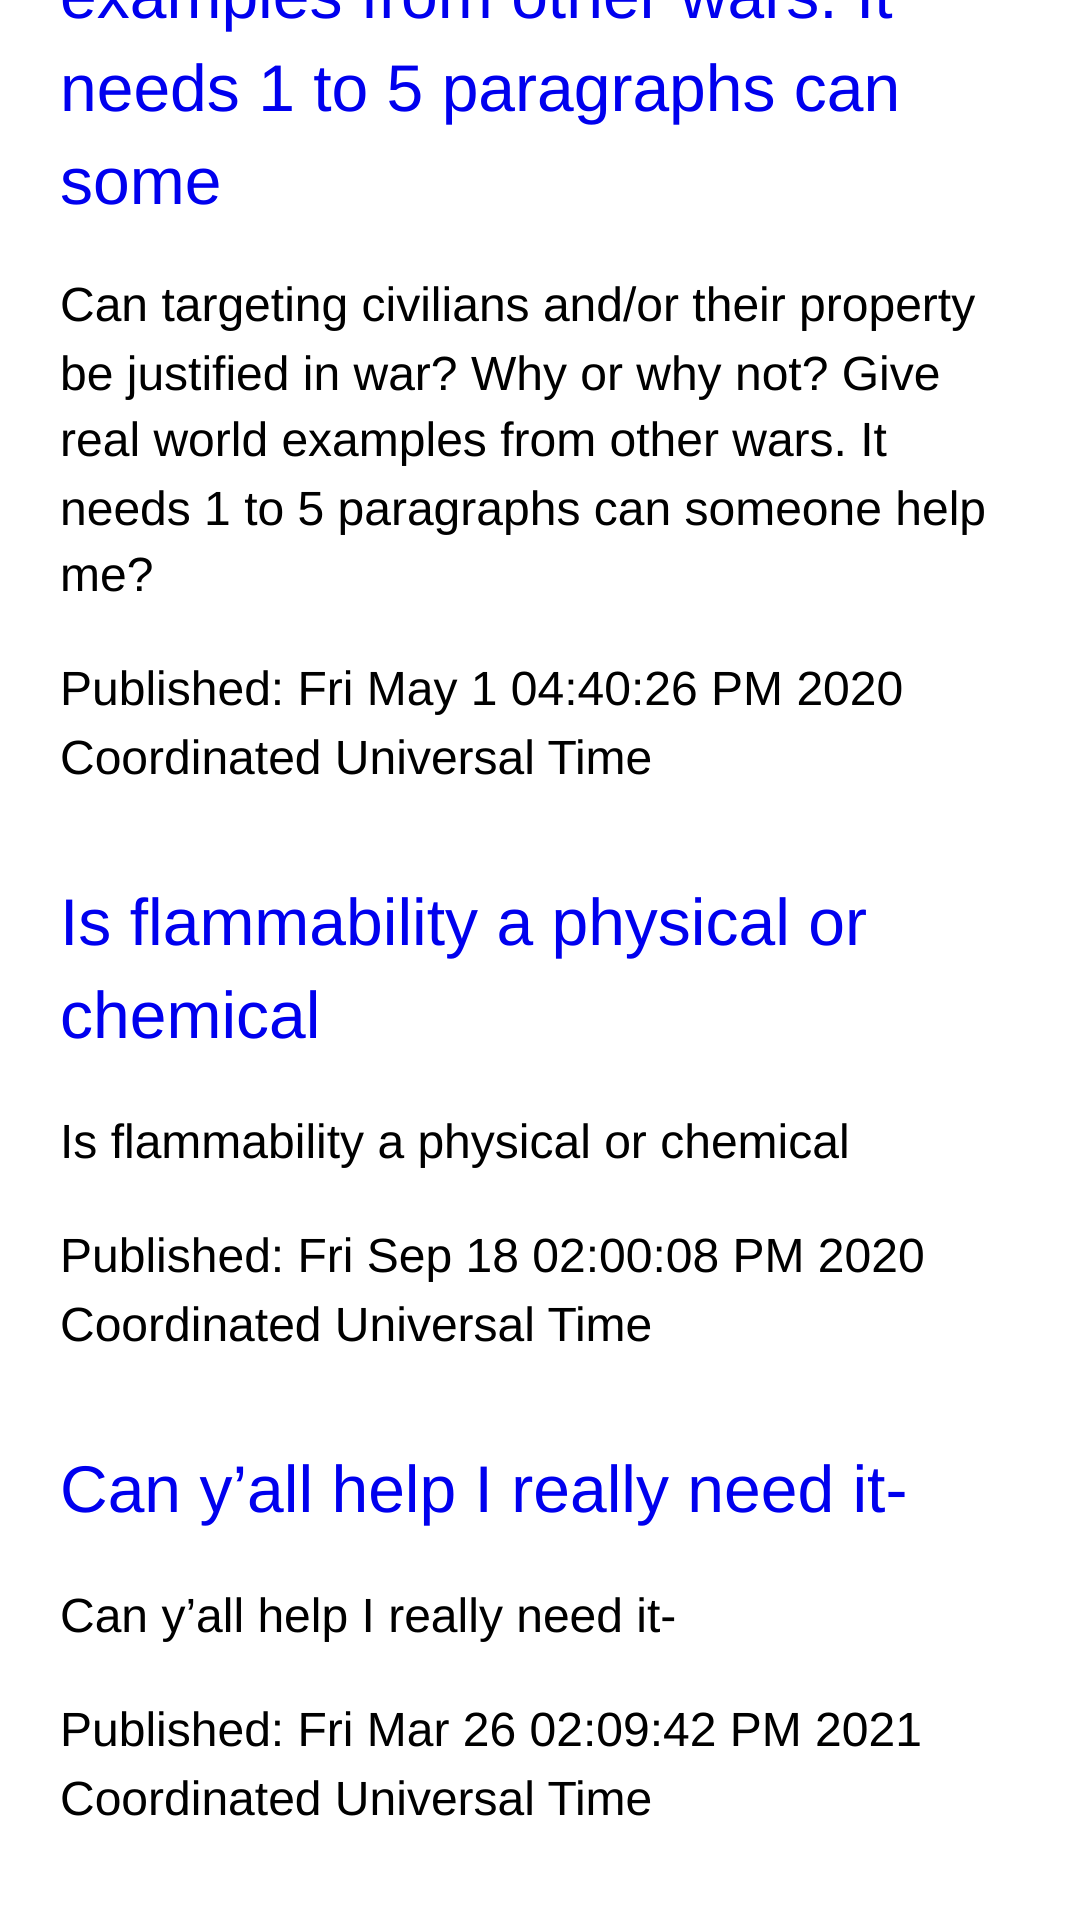 examples from other wars. It
needs 1 to 5 paragraphs can
some
Can targeting civilians and/or their property
be justified in war? Why or why not? Give
real world examples from other wars. It
needs 1 to 5 paragraphs can someone help
me?
Published: Fri May 1 04:40:26 PM 2020
Coordinated Universal Time
Is flammability a physical or
chemical
Is flammability a physical or chemical
Published: Fri Sep 18 02:00:08 PM 2020
Coordinated Universal Time
Can y’all help I really need it-
Can y’all help I really need it-
Published: Fri Mar 26 02:09:42 PM 2021
Coordinated Universal Time